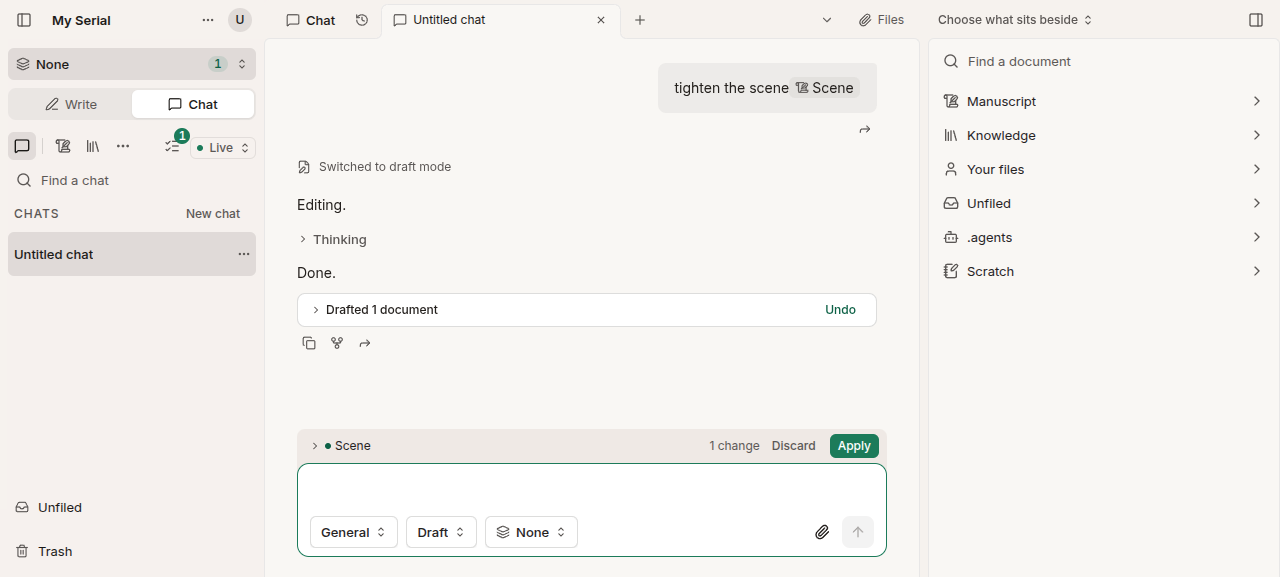 My Serial
U
None
1
Write
Chat
1
Live
Find a chat
CHATS
New chat
Untitled chat
Unfiled
Trash
Chat
Untitled chat
Files
tighten the scene Scene
Switched to draft mode
Editing.
Thinking
Done.
Drafted 1 document
Undo
Scene
1 change
Discard
Apply
General
Draft
None
Choose what sits beside
Find a document
Manuscript
Knowledge
Your files
Unfiled
.agents
Scratch